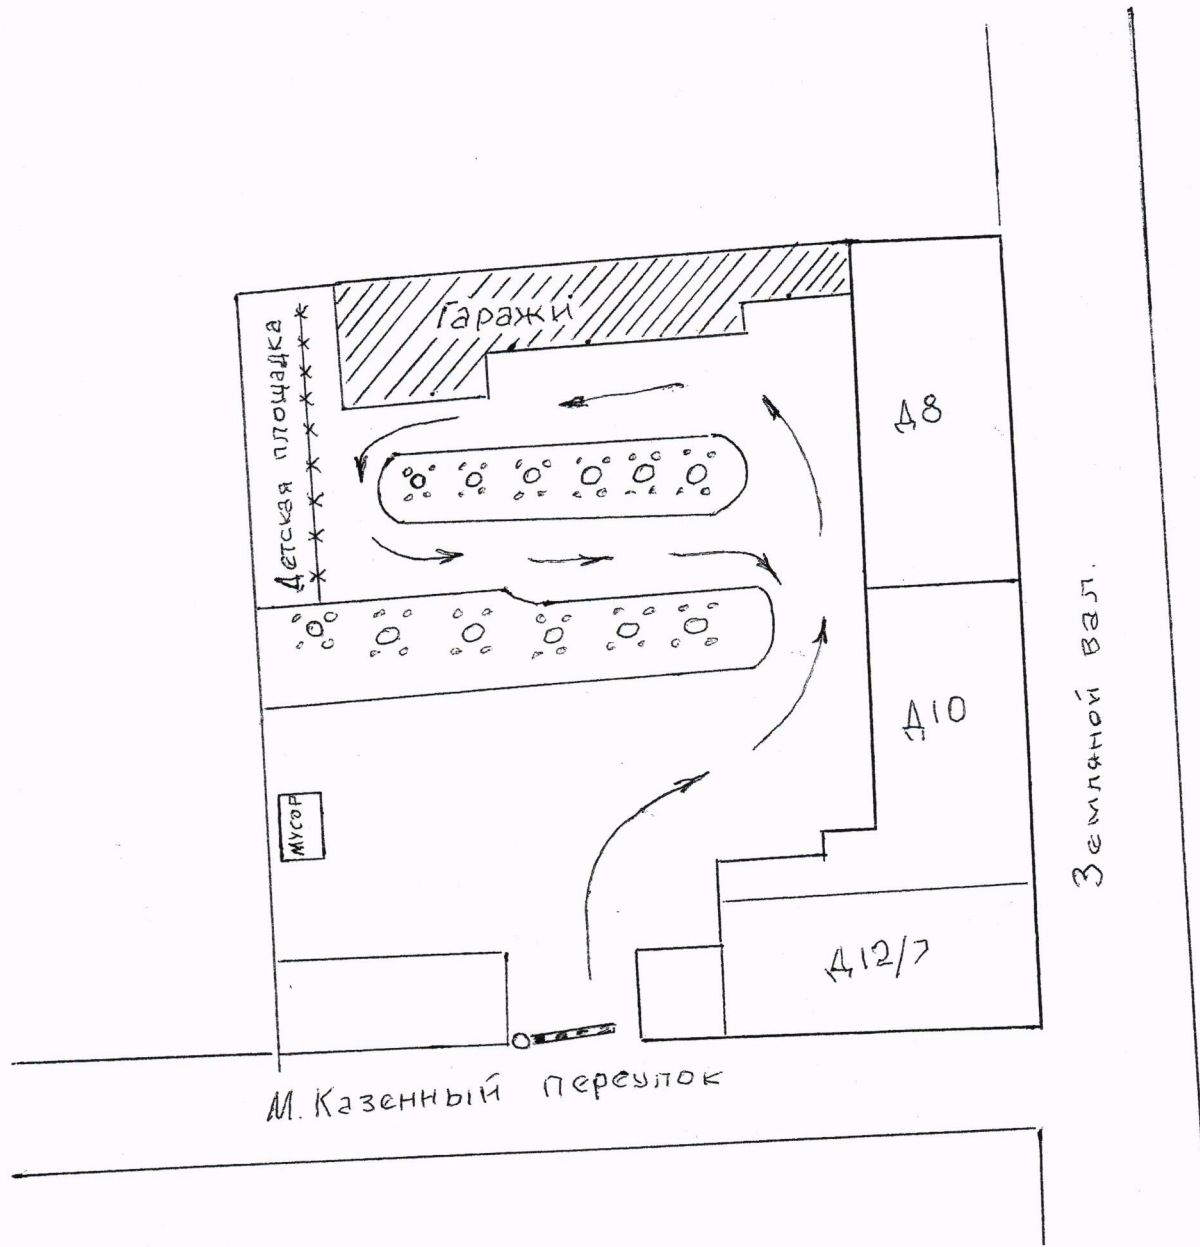 Гаражи
Детская площадка
Д8
Д10
Земляной вал.
мусор
Д12/7
М. Казенный переулок